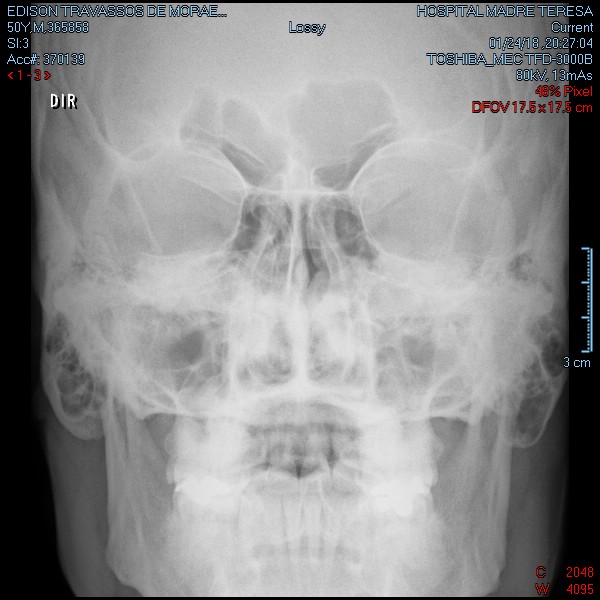 EDISON TRAVASSOS DE MORAE...
50Y,M,365858
SI:3
Acc#: 370139
<1-3>
DIR
Lossy
HOSPITAL MADRE TERESA
Current
01/24/18 ,20:27:04
TOSHIBA_MEC TFD-3000B
80kV, 13mAs
48% Pixel
DFOV 17.5 x 17.5 cm
3 cm
C 2048
W 4095